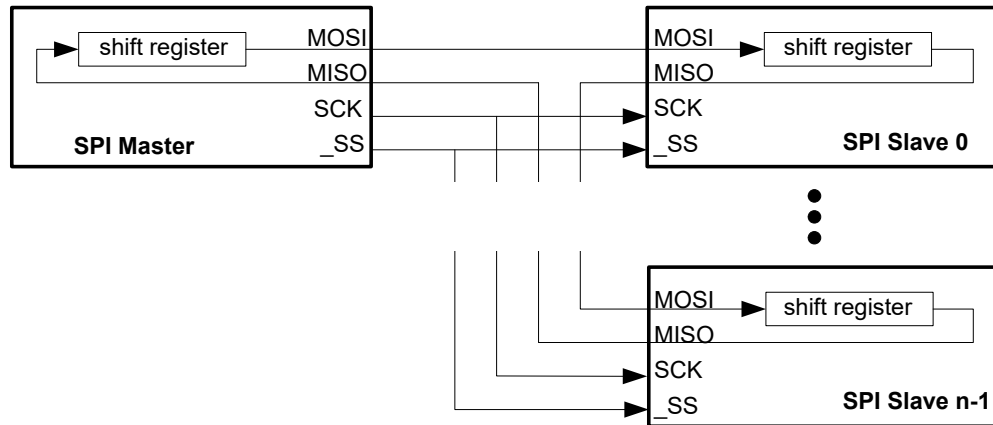 shift register
MOSI
MISO
SCK
_SS
SPI Master
MOSI
shift register
MISO
SCK
_SS
SPI Slave 0
MOSI
shift register
MISO
SCK
_SS
SPI Slave n-1